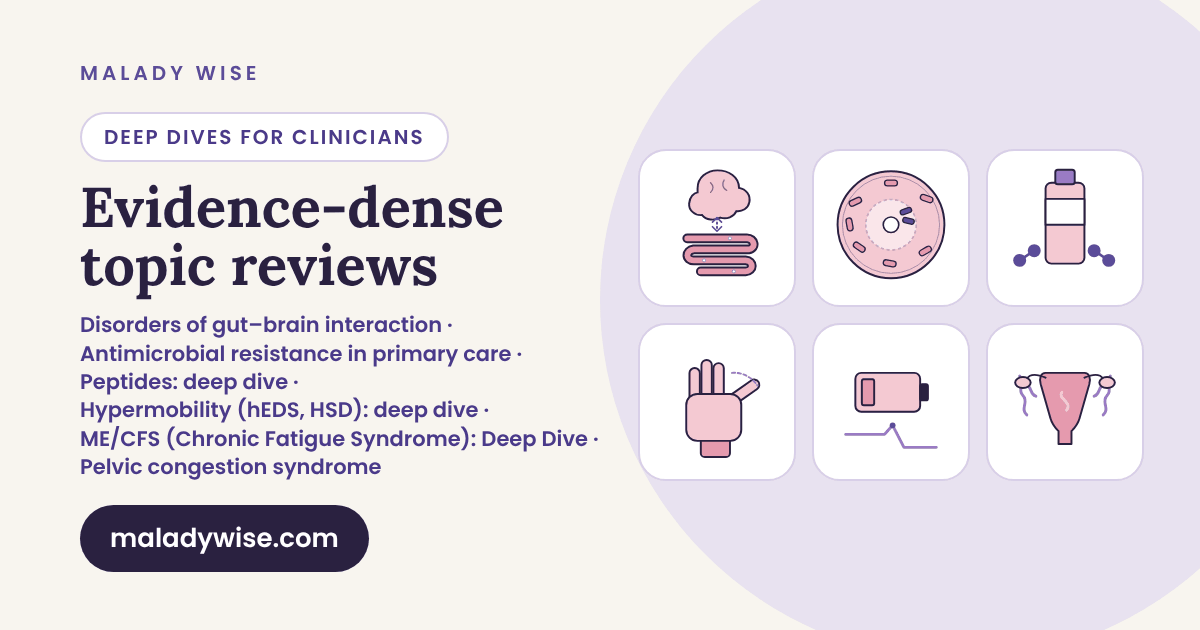 MALADY WISE
DEEP DIVES FOR CLINICIANS
Evidence-dense
topic reviews
Disorders of gut–brain interaction ·
Antimicrobial resistance in primary care ·
Peptides: deep dive ·
Hypermobility (hEDS, HSD): deep dive ·
ME/CFS (Chronic Fatigue Syndrome): Deep Dive ·
Pelvic congestion syndrome
maladywise.com